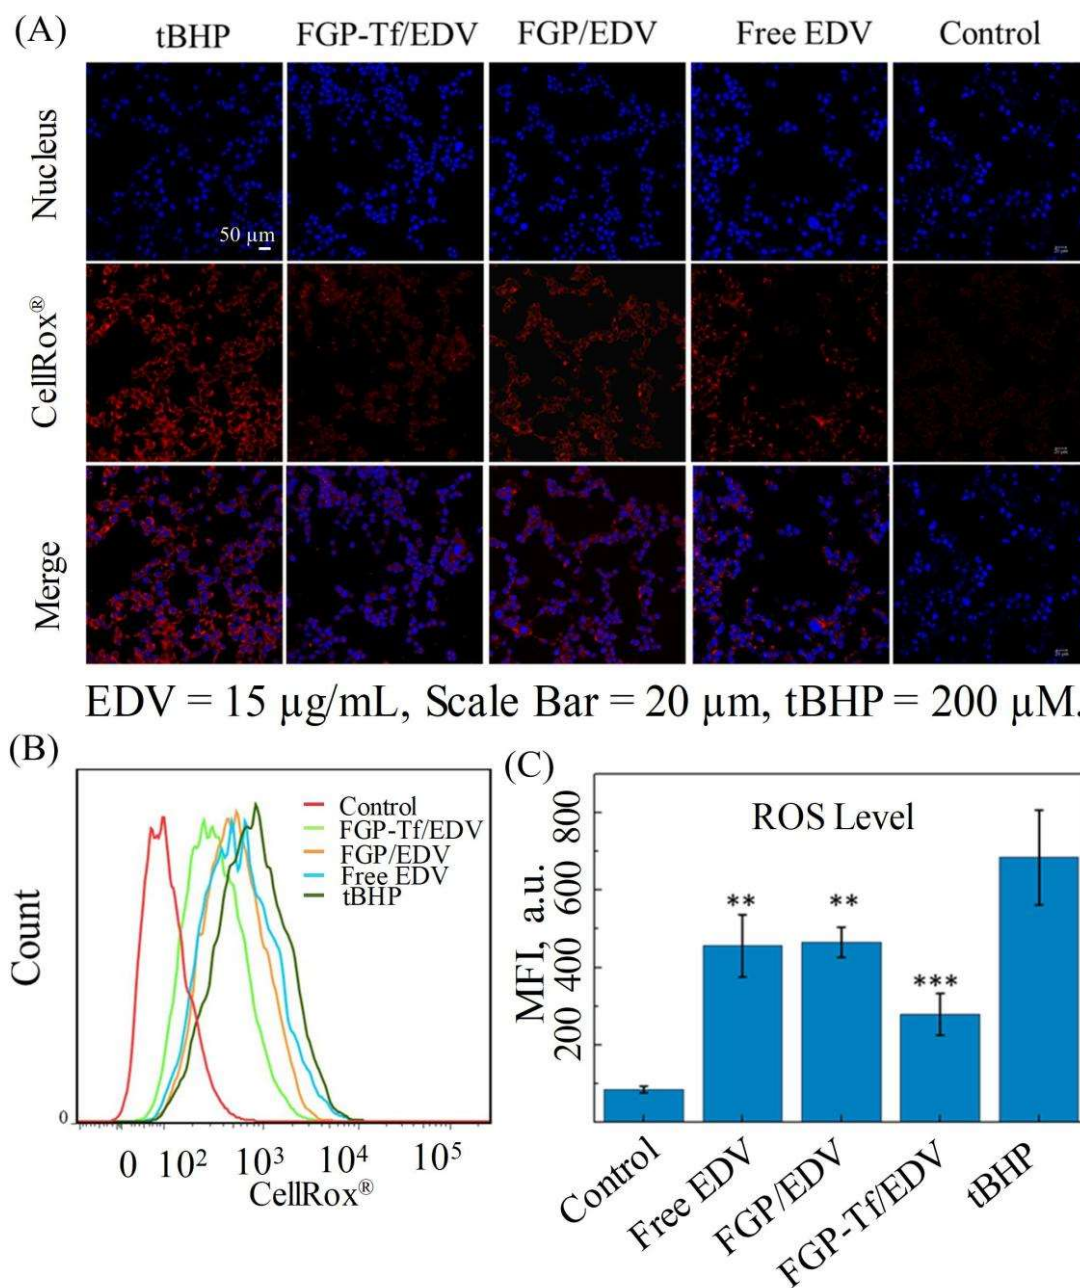 (A)
tBHP FGP-Tf/EDV FGP/EDV Free EDV Control
Nucleus
50 µm
CellRox®
Merge
EDV = 15 µg/mL, Scale Bar = 20 µm, tBHP = 200 µM.
(B)
Control
FGP-Tf/EDV
FGP/EDV
Free EDV
tBHP
Count
0
0 10² 10³ 10⁴ 10⁵
CellRox®
(C)
ROS Level
MFI, a.u.
800
600
400
200
** ** ***
Control
Free EDV
FGP/EDV
FGP-Tf/EDV
tBHP